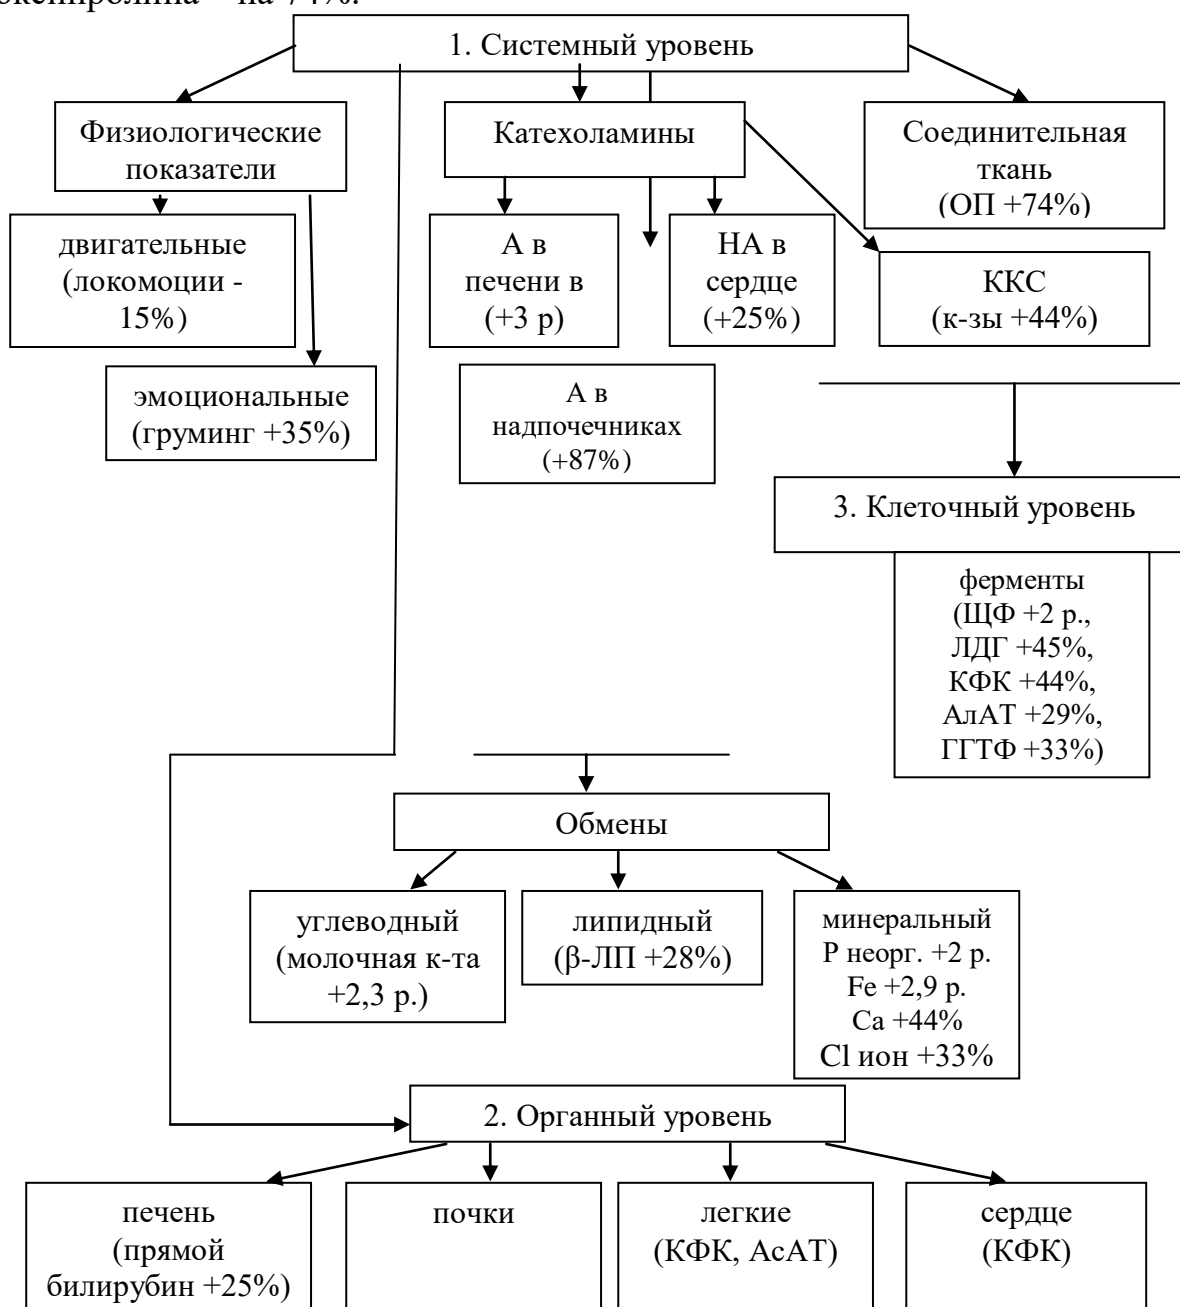 на 74%.
1. Системный уровень
Физиологические
показатели
Катехоламины
Соединительная
ткань
(ОП +74%)
двигательные
(локомоции -
15%)
А в
печени в
(+3 р)
НА в
сердце
(+25%)
ККС
(к-зы +44%)
эмоциональные
(груминг +35%)
А в
надпочечниках
(+87%)
3. Клеточный уровень
ферменты
(ЩФ +2 р.,
ЛДГ +45%,
КФК +44%,
АлАТ +29%,
ГГТФ +33%)
Обмены
углеводный
(молочная к-та
+2,3 р.)
липидный
(β-ЛП +28%)
минеральный
Р неорг. +2 р.
Fe +2,9 р.
Ca +44%
Cl ион +33%
2. Органный уровень
печень
(прямой
билирубин +25%)
почки
легкие
(КФК, АсАТ)
сердце
(КФК)